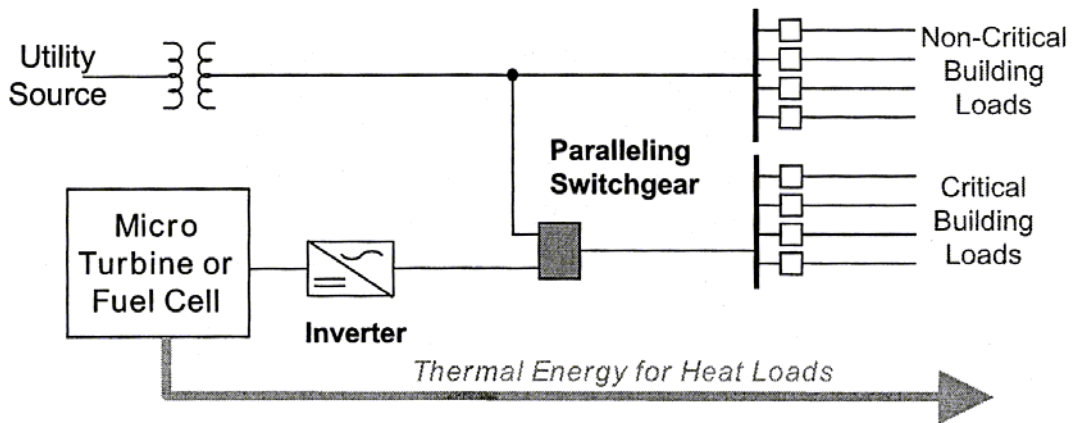 Utility
Source
Non-Critical
Building
Loads
Paralleling
Switchgear
Critical
Building
Loads
Micro
Turbine or
Fuel Cell
Inverter
Thermal Energy for Heat Loads